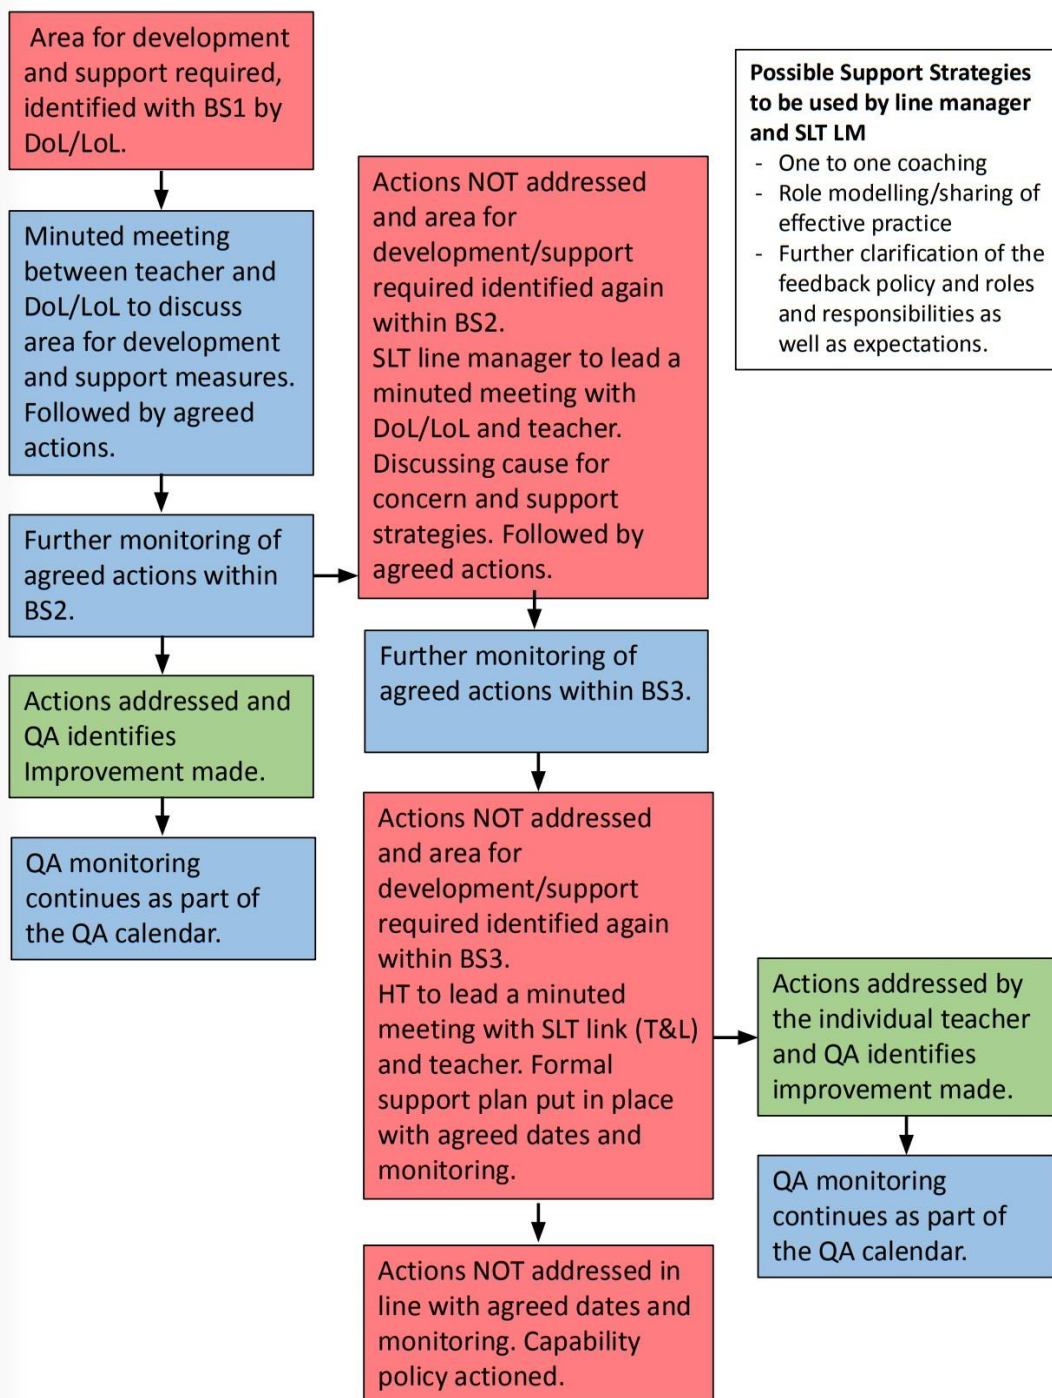 Area for development
and support required,
identified with BS1 by
DoL/LoL.
Minuted meeting
between teacher and
DoL/LoL to discuss
area for development
and support measures.
Followed by agreed
actions.
Further monitoring of
agreed actions within
BS2.
Actions addressed and
QA identifies
Improvement made.
QA monitoring
continues as part of
the QA calendar.
Actions NOT addressed
and area for
development/support
required identified again
within BS2.
SLT line manager to lead a
minuted meeting with
DoL/LoL and teacher.
Discussing cause for
concern and support
strategies. Followed by
agreed actions.
Further monitoring of
agreed actions within BS3.
Actions NOT addressed
and area for
development/support
required identified again
within BS3.
HT to lead a minuted
meeting with SLT link (T&L)
and teacher. Formal
support plan put in place
with agreed dates and
monitoring.
Actions NOT addressed in
line with agreed dates and
monitoring. Capability
policy actioned.
Possible Support Strategies
to be used by line manager
and SLT LM
- One to one coaching
- Role modelling/sharing of
effective practice
- Further clarification of the
feedback policy and roles
and responsibilities as
well as expectations.
Actions addressed by
the individual teacher
and QA identifies
improvement made.
QA monitoring
continues as part of
the QA calendar.